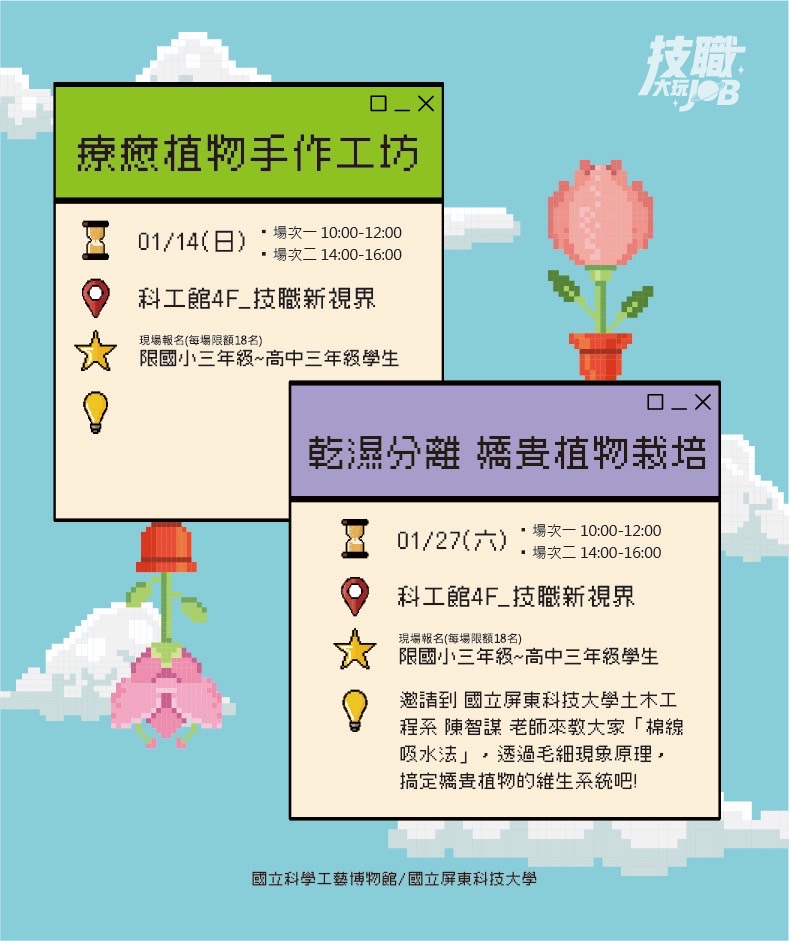 技職
大玩JOB
療癒植物手作工坊
01/14(日)
▪ 場次一 10:00-12:00
▪ 場次二 14:00-16:00
科工館4F_技職新視界
現場報名(每場限額18名)
限國小三年級~高中三年級學生
乾濕分離 嬌貴植物栽培
01/27(六)
▪ 場次一 10:00-12:00
▪ 場次二 14:00-16:00
科工館4F_技職新視界
現場報名(每場限額18名)
限國小三年級~高中三年級學生
邀請到 國立屏東科技大學土木工
程系 陳智謀 老師來教大家「棉線
吸水法」，透過毛細現象原理，
搞定嬌貴植物的維生系統吧!
國立科學工藝博物館/國立屏東科技大學